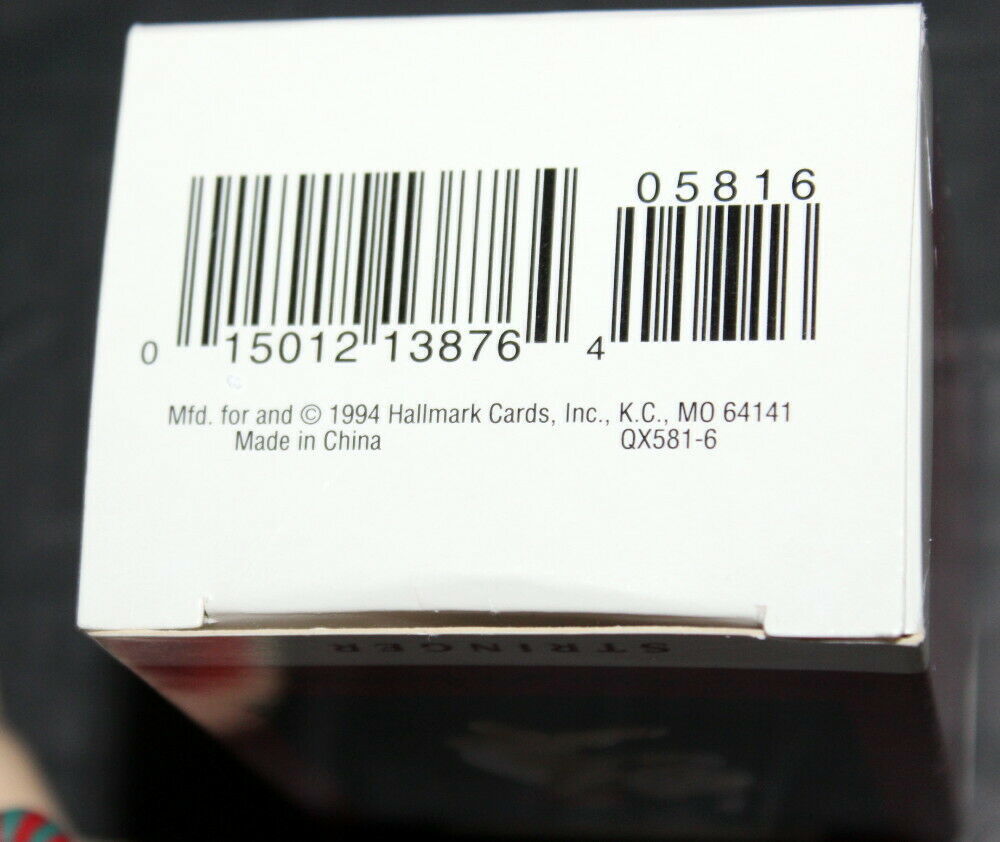 05816
0 15012 13876 4
Mfd. for and © 1994 Hallmark Cards, Inc., K.C., MO 64141
Made in China QX581-6
STRINGER